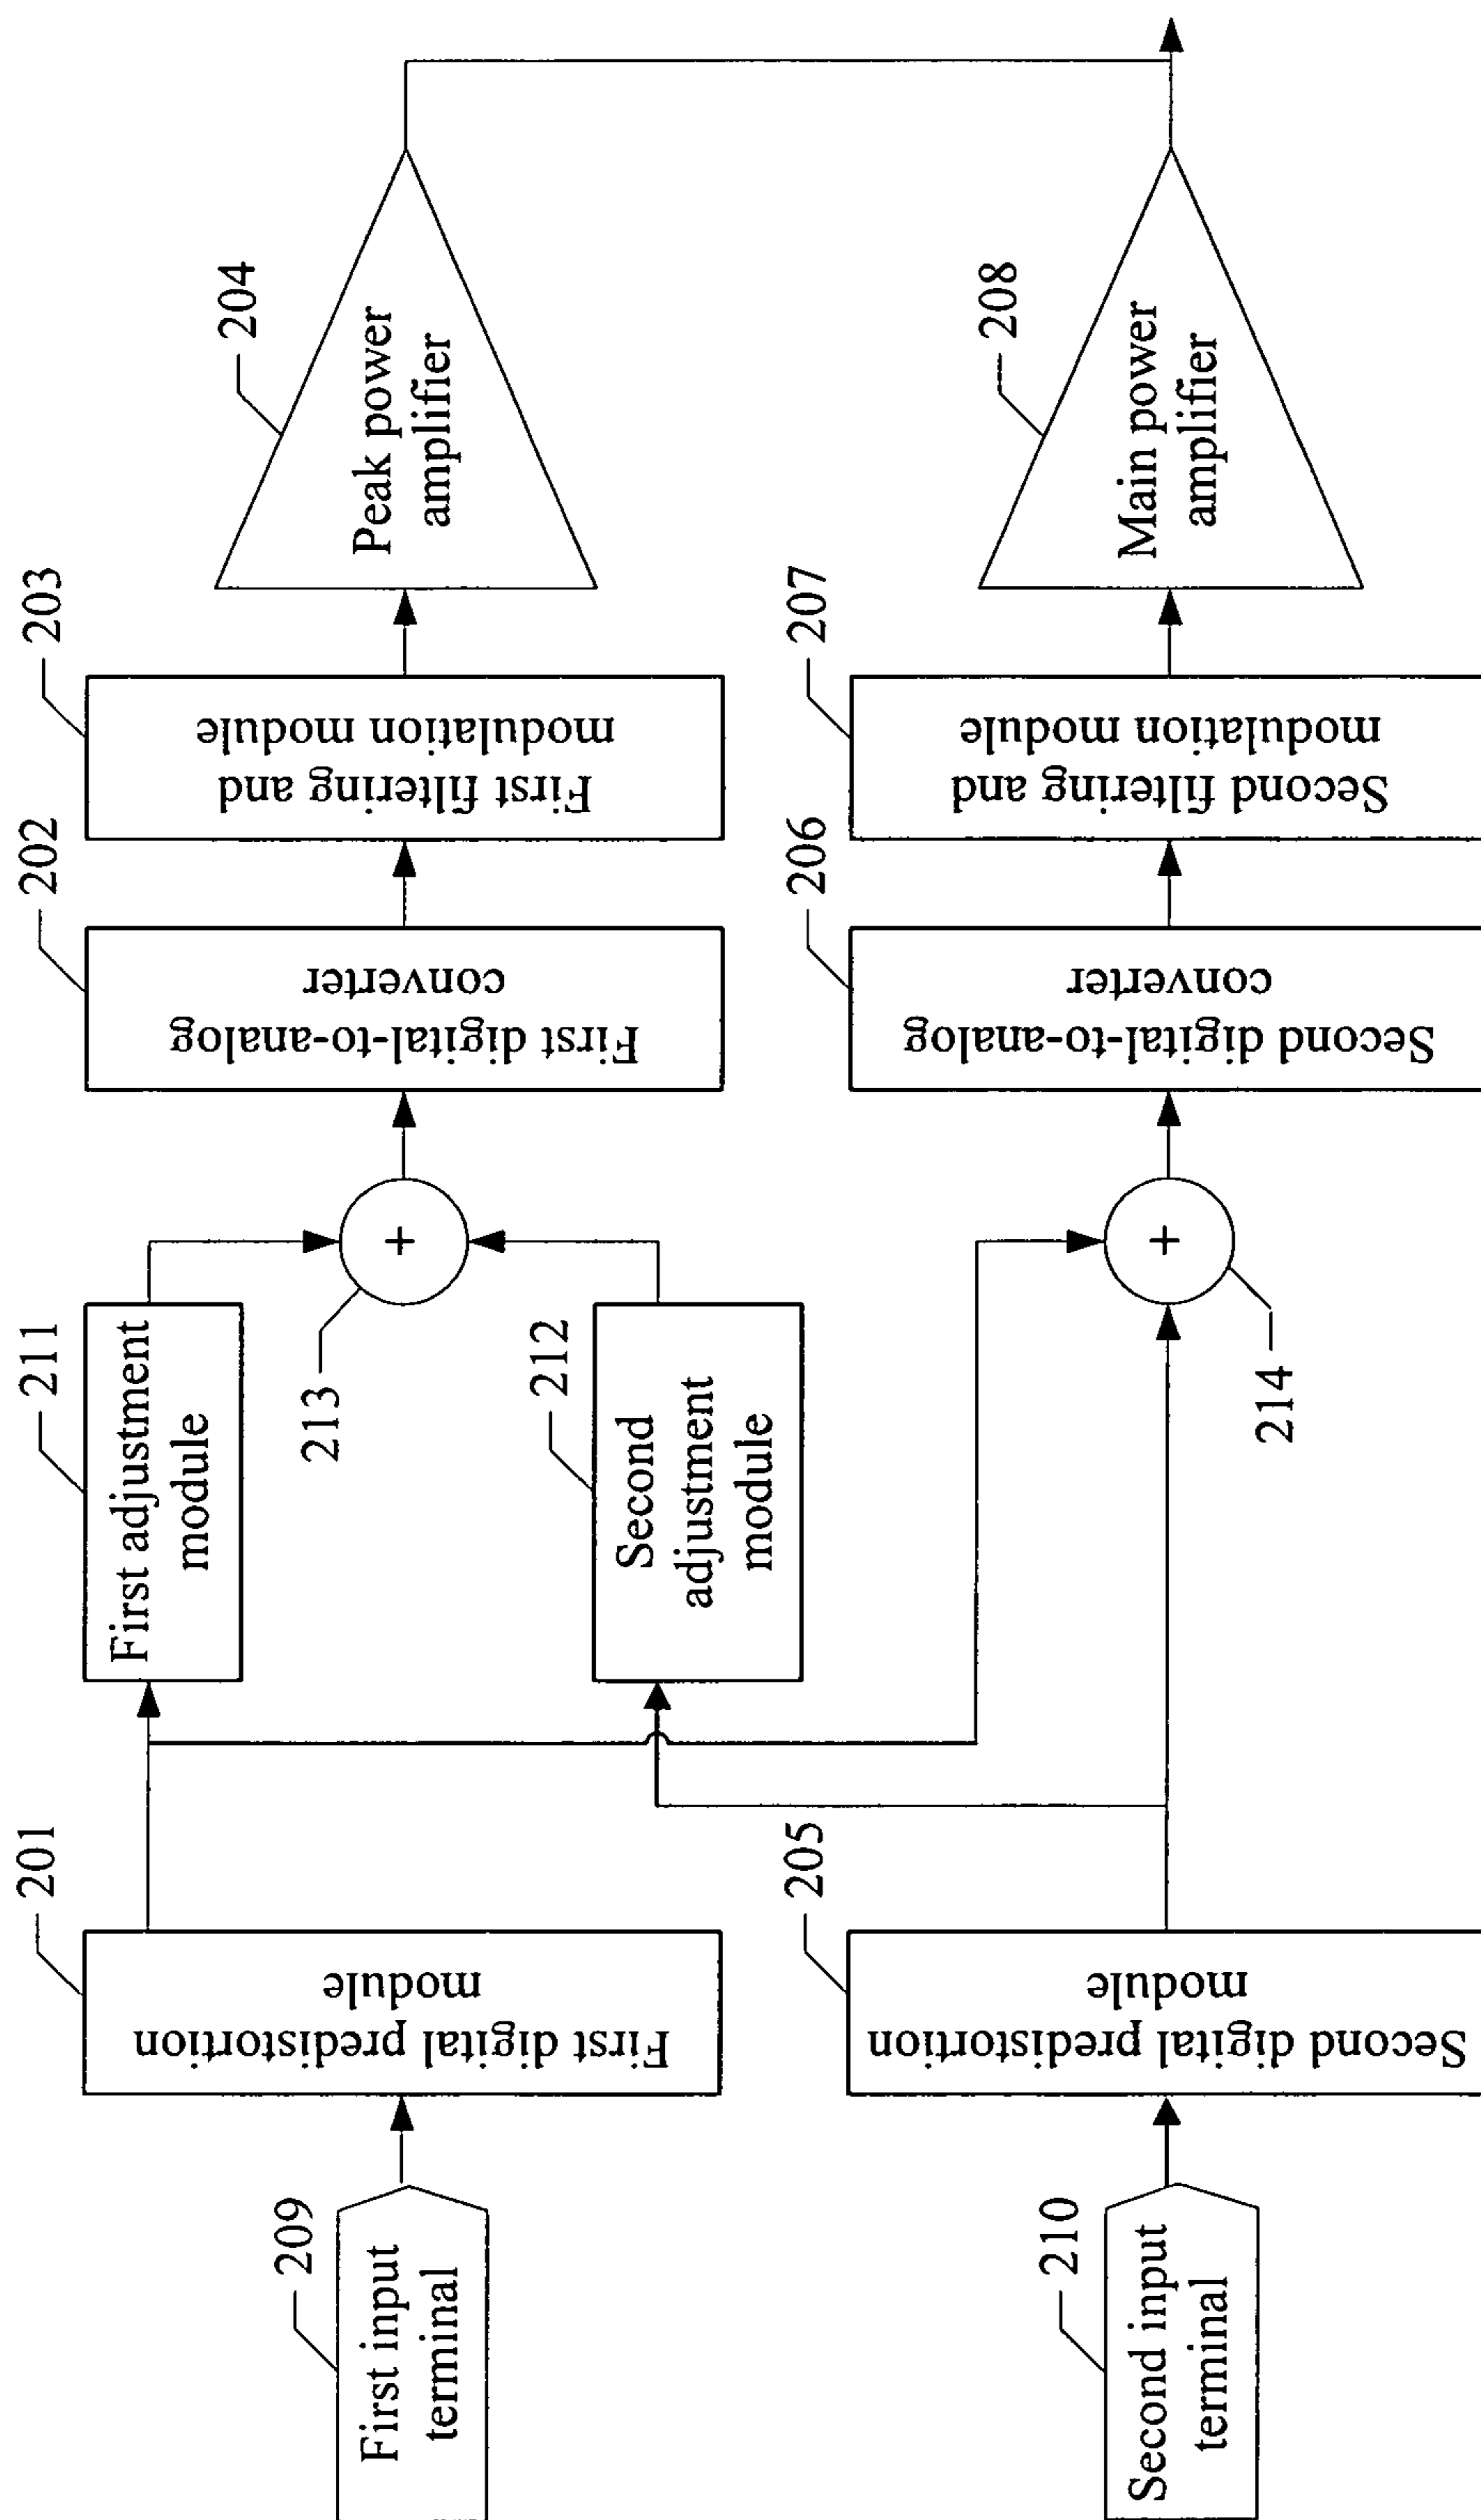 209
First input
terminal
201
First digital predistortion
module
211
First adjustment
module
212
Second
adjustment
module
213
+
202
First digital-to-analog
converter
203
First filtering and
modulation module
204
Peak power
amplifier
210
Second input
terminal
205
Second digital predistortion
module
214
+
206
Second digital-to-analog
converter
207
Second filtering and
modulation module
208
Main power
amplifier